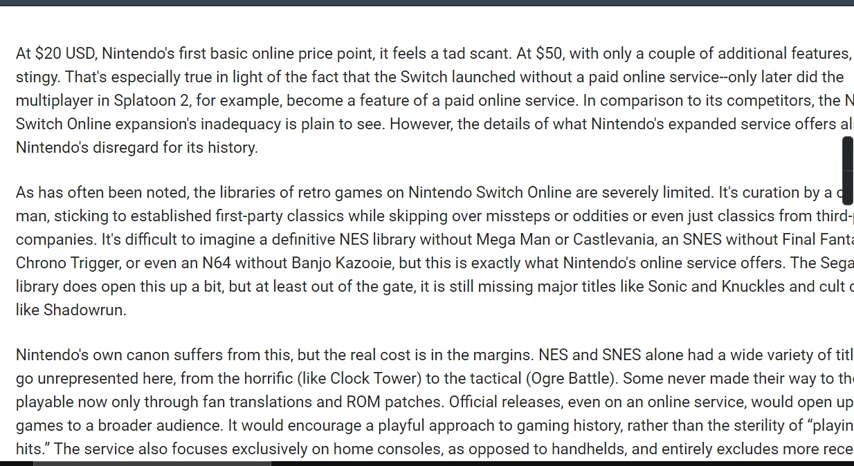 At $20 USD, Nintendo's first basic online price point, it feels a tad scant. At $50, with only a couple of additional features,
stingy. That's especially true in light of the fact that the Switch launched without a paid online service--only later did the
multiplayer in Splatoon 2, for example, become a feature of a paid online service. In comparison to its competitors, the
Switch Online expansion's inadequacy is plain to see. However, the details of what Nintendo's expanded service offers
Nintendo's disregard for its history.
As has often been noted, the libraries of retro games on Nintendo Switch Online are severely limited. It's curation by a
man, sticking to established first-party classics while skipping over missteps or oddities or even just classics from third-
companies. It's difficult to imagine a definitive NES library without Mega Man or Castlevania, an SNES without Final
Chrono Trigger, or even an N64 without Banjo Kazooie, but this is exactly what Nintendo's online service offers. The Sega
library does open this up a bit, but at least out of the gate, it is still missing major titles like Sonic and Knuckles and cult
like Shadowrun.
Nintendo's own canon suffers from this, but the real cost is in the margins. NES and SNES alone had a wide variety of
go unrepresented here, from the horrific (like Clock Tower) to the tactical (Ogre Battle). Some never made their way to
playable now only through fan translations and ROM patches. Official releases, even on an online service, would open up
games to a broader audience. It would encourage a playful approach to gaming history, rather than the sterility of "
hits." The service also focuses exclusively on home consoles, as opposed to handhelds, and entirely excludes more